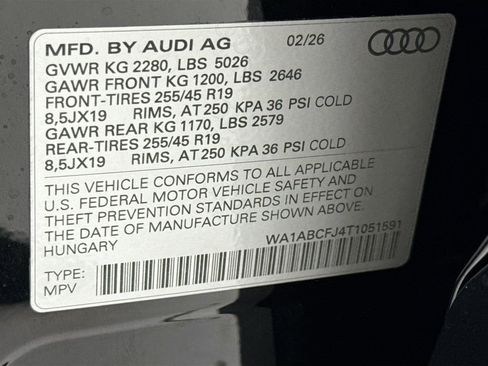 MFD. BY AUDI AG 02/26
GVWR KG 2280, LBS 5026
GAWR FRONT KG 1200, LBS 2646
FRONT-TIRES 255/45 R19
8,5JX19 RIMS, AT 250 KPA 36 PSI COLD
GAWR REAR KG 1170, LBS 2579
REAR-TIRES 255/45 R19
8,5JX19 RIMS, AT 250 KPA 36 PSI COLD
THIS VEHICLE CONFORMS TO ALL APPLICABLE
U.S. FEDERAL MOTOR VEHICLE SAFETY AND
THEFT PREVENTION STANDARDS IN EFFECT ON
THE DATE OF MANUFACTURE SHOWN ABOVE.
HUNGARY WA1ABCFJ4T1051591
TYPE:
MPV